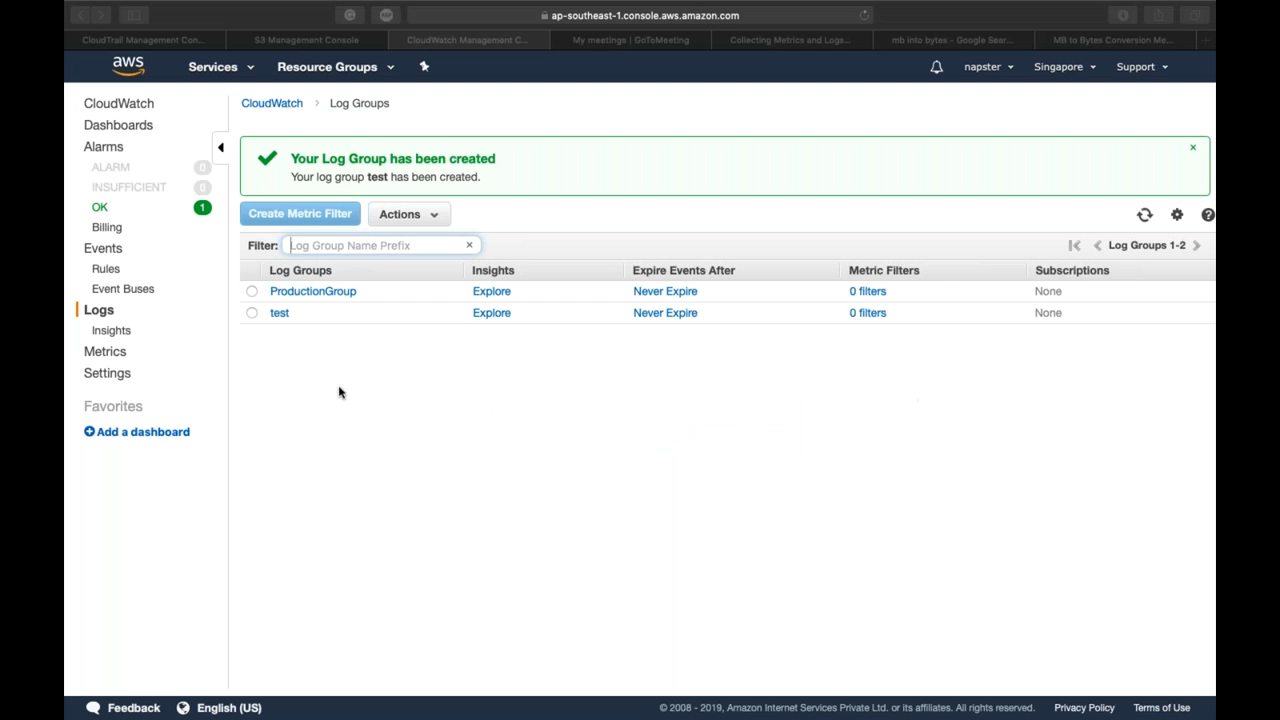 ap-southeast-1.console.aws.amazon.com
CloudTrail Management Con...
S3 Management Console
CloudWatch Management C...
My meetings | GoToMeeting
Collecting Metrics and Logs...
mb into bytes - Google Sear...
MB to Bytes Conversion Me...
aws
Services
Resource Groups
napster
Singapore
Support
CloudWatch
Dashboards
Alarms
ALARM 0
INSUFFICIENT 0
OK 1
Billing
Events
Rules
Event Buses
Logs
Insights
Metrics
Settings
Favorites
Add a dashboard
CloudWatch > Log Groups
Your Log Group has been created
Your log group test has been created.
Create Metric Filter
Actions
Filter: Log Group Name Prefix
Log Groups 1-2
Log Groups Insights Expire Events After Metric Filters Subscriptions
ProductionGroup Explore Never Expire 0 filters None
test Explore Never Expire 0 filters None
Feedback
English (US)
© 2008 - 2019, Amazon Internet Services Private Ltd. or its affiliates. All rights reserved.
Privacy Policy
Terms of Use